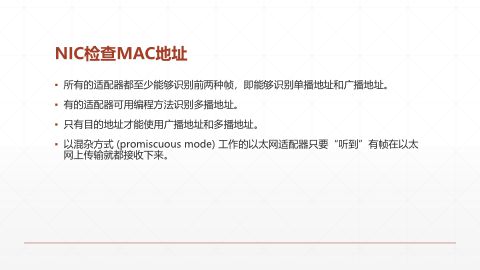 NIC检查MAC地址
▪ 所有的适配器都至少能够识别前两种帧，即能够识别单播地址和广播地址。
▪ 有的适配器可用编程方法识别多播地址。
▪ 只有目的地址才能使用广播地址和多播地址。
▪ 以混杂方式 (promiscuous mode) 工作的以太网适配器只要“听到”有帧在以太
网上传输就都接收下来。